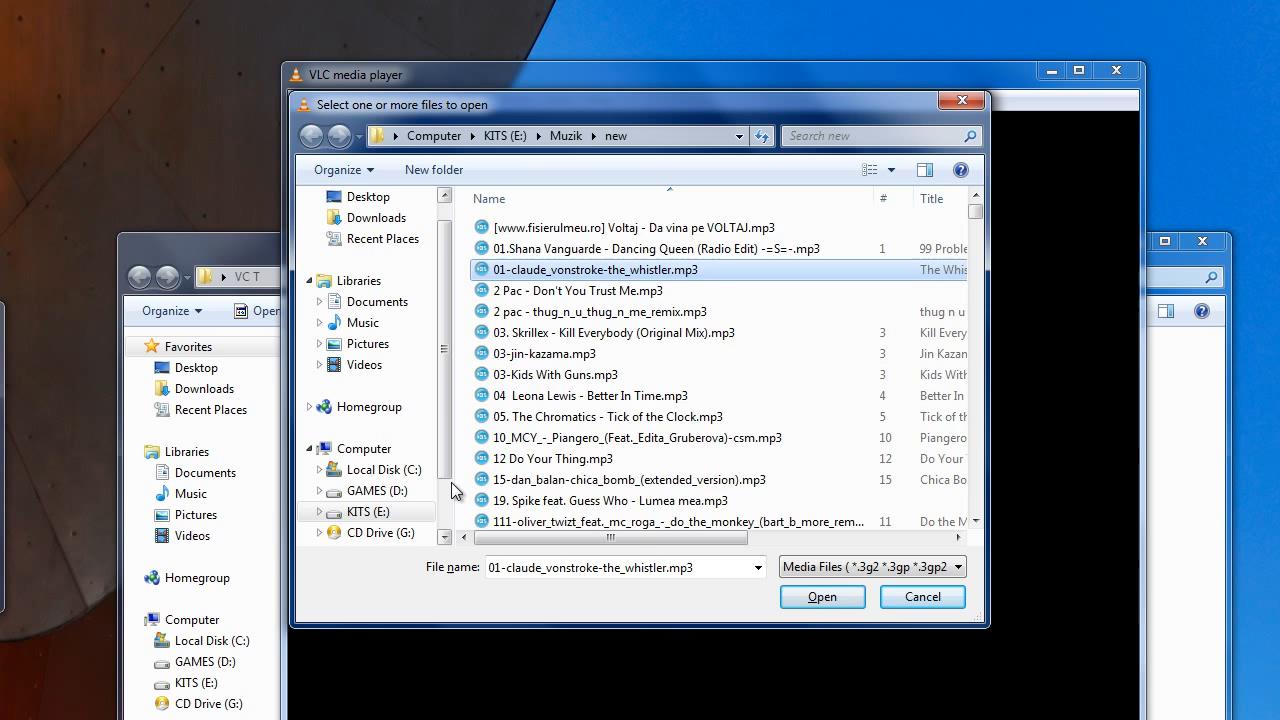 VLC media player
Select one or more files to open
Computer KITS (E:) Muzik new
Search new
Organize New folder
Desktop
Downloads
Recent Places
Libraries
Documents
Music
Pictures
Videos
Homegroup
Computer
Local Disk (C:)
GAMES (D:)
KITS (E:)
CD Drive (G:)
Name # Title
[www.fisierulmeu.ro] Voltaj - Da vina pe VOLTAJ.mp3
01.Shana Vanguarde - Dancing Queen (Radio Edit) -=S=-.mp3 1 99 Proble
01-claude_vonstroke-the_whistler.mp3 The Whis
2 Pac - Don't You Trust Me.mp3
2 pac - thug_n_u_thug_n_me_remix.mp3 thug n u
03. Skrillex - Kill Everybody (Original Mix).mp3 3 Kill Every
03-jin-kazama.mp3 3 Jin Kazan
03-Kids With Guns.mp3 3 Kids With
04  Leona Lewis - Better In Time.mp3 4 Better In
05. The Chromatics - Tick of the Clock.mp3 5 Tick of th
10_MCY_-_Piangero_(Feat._Edita_Gruberova)-csm.mp3 10 Piangero
12 Do Your Thing.mp3 12 Do Your
15-dan_balan-chica_bomb_(extended_version).mp3 15 Chica Bo
19. Spike feat. Guess Who - Lumea mea.mp3
111-oliver_twizt_feat._mc_roga_-_do_the_monkey_(bart_b_more_rem... 11 Do the M
File name: 01-claude_vonstroke-the_whistler.mp3
Media Files ( *.3g2 *.3gp *.3gp2
Open Cancel
VC T
Organize Open
Favorites
Desktop
Downloads
Recent Places
Libraries
Documents
Music
Pictures
Videos
Homegroup
Computer
Local Disk (C:)
GAMES (D:)
KITS (E:)
CD Drive (G:)